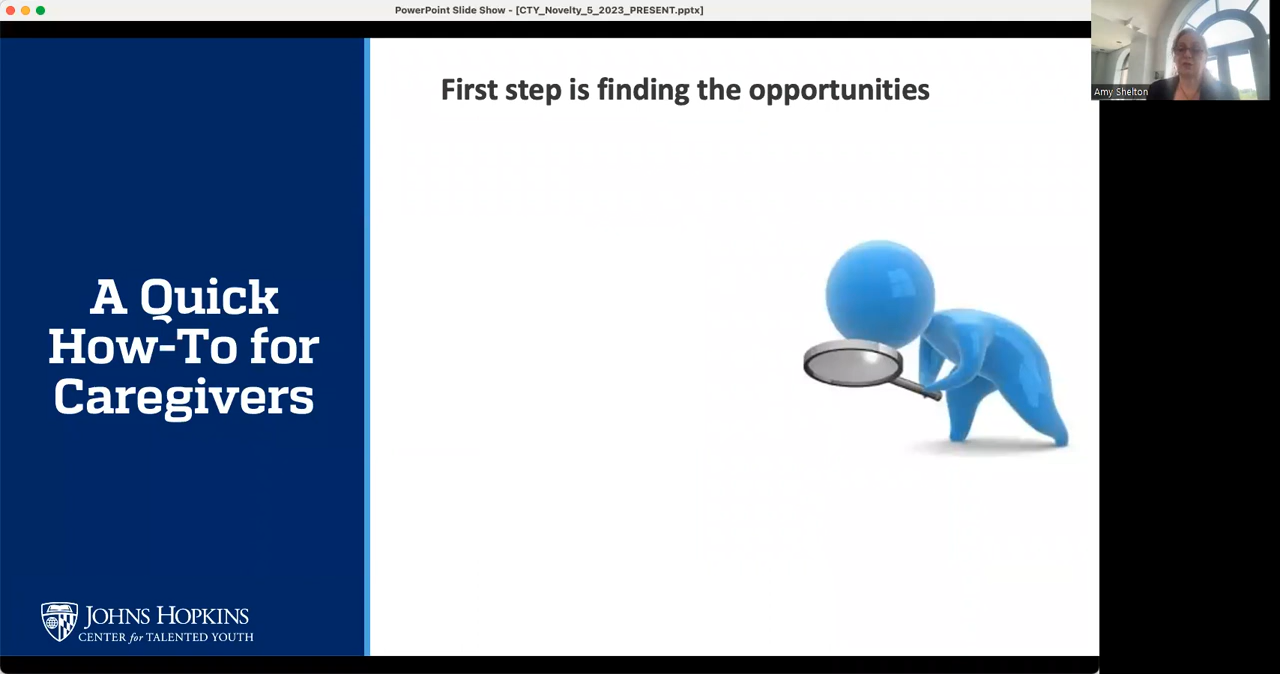 PowerPoint Slide Show - [CTY_Novelty_5_2023_PRESENT.pptx]
Amy Shelton
First step is finding the opportunities
A Quick
How-To for
Caregivers
JOHNS HOPKINS
CENTER for TALENTED YOUTH